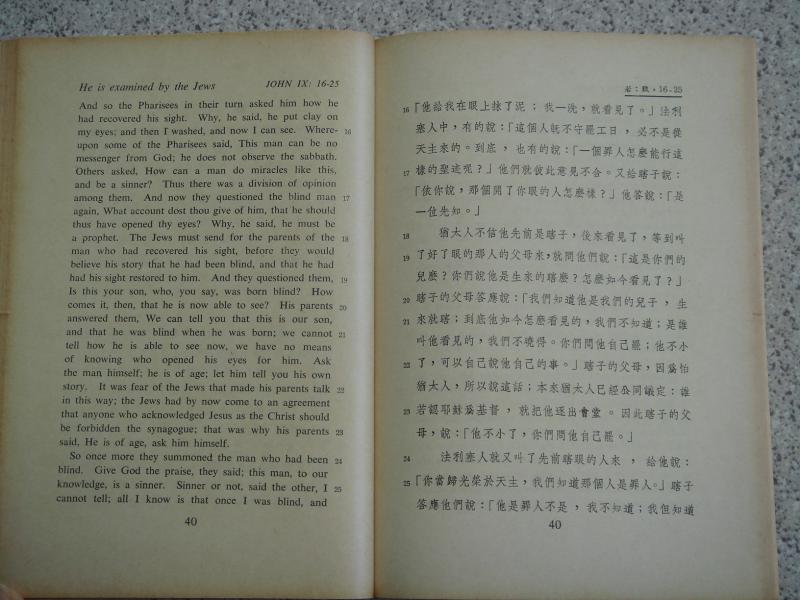 He is examined by the Jews JOHN IX: 16-25
And so the Pharisees in their turn asked him how he
had recovered his sight. Why, he said, he put clay on
my eyes; and then I washed, and now I can see. Where- 16
upon some of the Pharisees said, This man can be no
messenger from God; he does not observe the sabbath.
Others asked, How can a man do miracles like this,
and be a sinner? Thus there was a division of opinion
among them. And now they questioned the blind man 17
again, What account dost thou give of him, that he should
thus have opened thy eyes? Why, he said, he must be
a prophet. The Jews must send for the parents of the 18
man who had recovered his sight, before they would
believe his story that he had been blind, and that he had
had his sight restored to him. And they questioned them, 19
Is this your son, who, you say, was born blind? How
comes it, then, that he is now able to see? His parents 20
answered them, We can tell you that this is our son,
and that he was blind when he was born; we cannot 21
tell how he is able to see now, we have no means
of knowing who opened his eyes for him. Ask
the man himself; he is of age; let him tell you his own
story. It was fear of the Jews that made his parents talk 22
in this way; the Jews had by now come to an agreement
that anyone who acknowledged Jesus as the Christ should
be forbidden the synagogue; that was why his parents 23
said, He is of age, ask him himself.
So once more they summoned the man who had been 24
blind. Give God the praise, they said; this man, to our
knowledge, is a sinner. Sinner or not, said the other, I 25
cannot tell; all I know is that once I was blind, and
40
若：玖，16-25
16 「他給我在眼上抹了泥；我一洗，就看見了。」法利
塞人中，有的說：「這個人旣不守罷工日，必不是從
天主來的。到底，也有的說：「一個罪人怎麼能行這
17 樣的聖迹呢？」他們就彼此意見不合。又給瞎子說：
「依你說，那個開了你眼的人怎麼樣？」他答說：「是
一位先知。」
18 猶太人不信他先前是瞎子，後來看見了，等到叫
19 了好了眼的那人的父母來，就問他們說：「這是你們的
兒麼？你們說他是生來的瞎麼？怎麼如今看見了？」
20 瞎子的父母答應說：「我們知道他是我們的兒子，生
21 來就瞎；到底他如今怎麼看見的，我們不知道；是誰
叫他看見的，我們不曉得。你們問他自己罷；他不小
22 了，可以自己說他自己的事。」瞎子的父母，因爲怕
猶太人，所以說這話；本來猶太人已經公同議定：誰
23 若認耶穌爲基督，就把他逐出會堂。因此瞎子的父
母，說：「他不小了，你們問他自己罷。」
24 法利塞人就又叫了先前瞎眼的人來，給他說：
25 「你當歸光榮於天主，我們知道那個人是罪人。」瞎子
答應他們說：「他是罪人不是，我不知道；我但知道
40